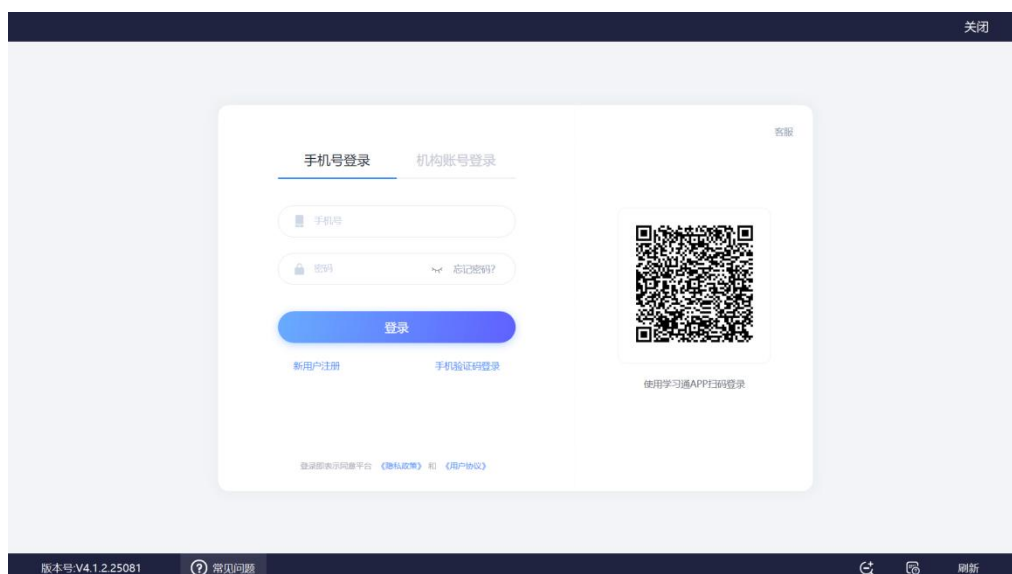 关闭
客服
手机号登录 机构账号登录
手机号
密码 忘记密码?
登录
新用户注册 手机验证码登录
使用学习通APP扫码登录
登录即表示同意平台 《隐私政策》 和 《用户协议》
版本号:V4.1.2.25081 常见问题 刷新